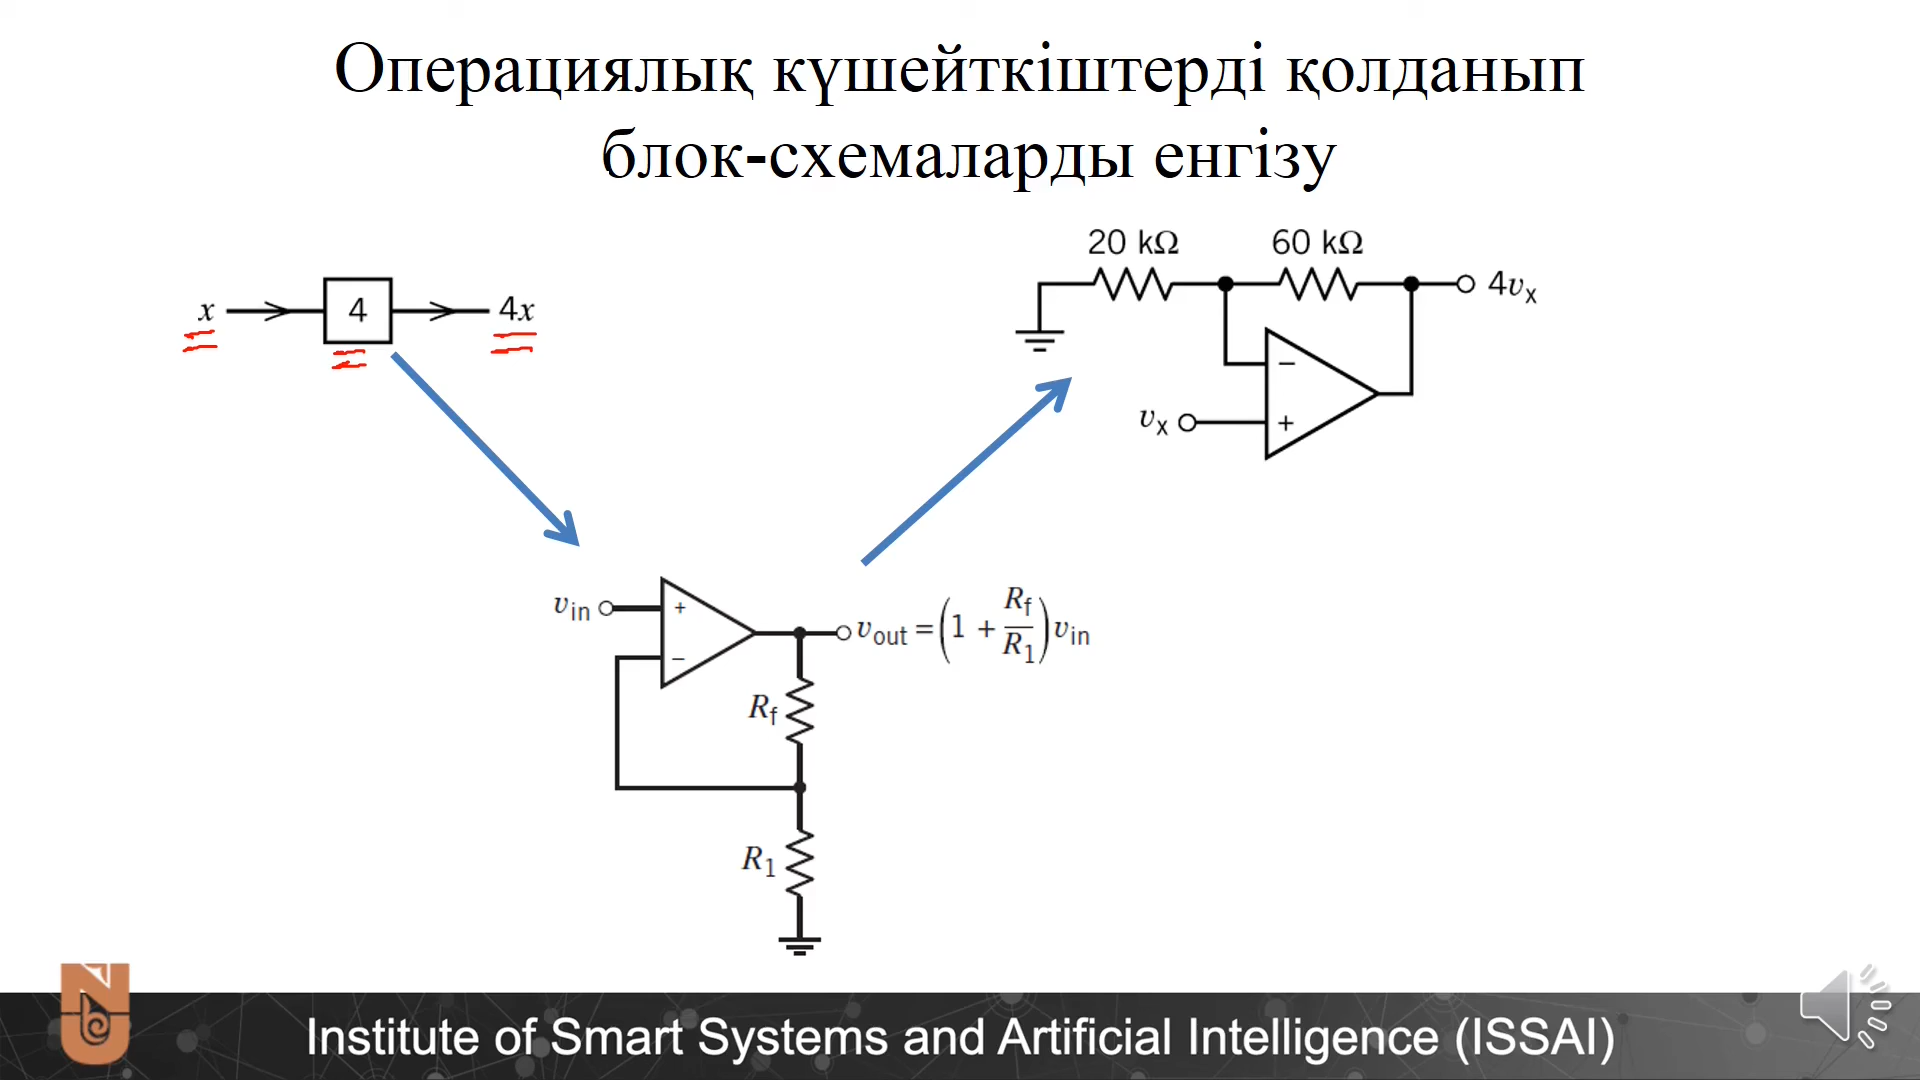 Операциялық күшейткіштерді қолданып
блок-схемаларды енгізу
x 4 4x
20 kΩ 60 kΩ
4vx
−
vx +
vin + vout = (1 + Rf/R1) vin
−
Rf
R1
Institute of Smart Systems and Artificial Intelligence (ISSAI)